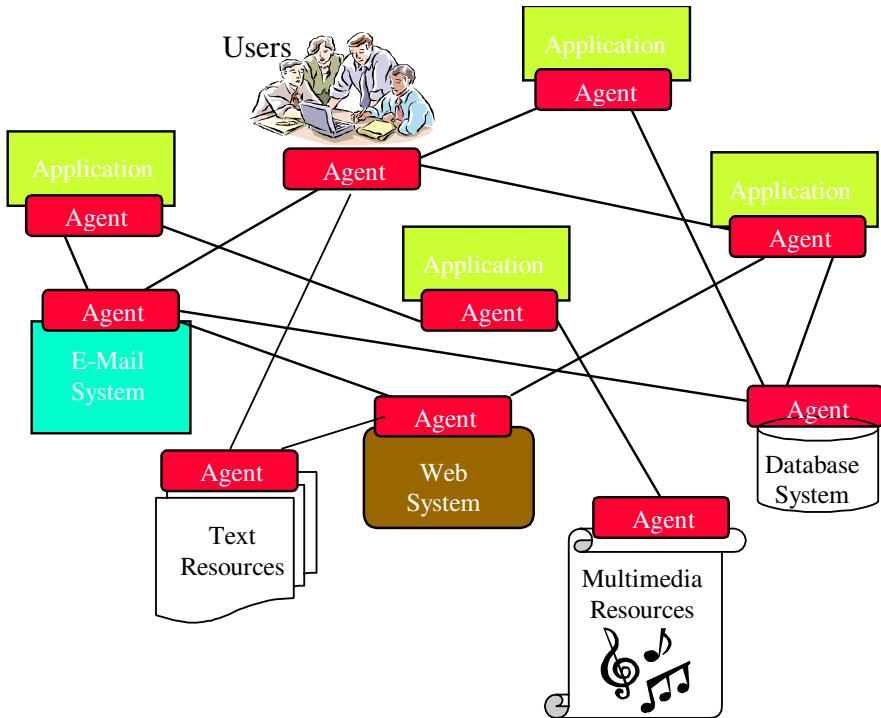 Users
Application
Agent
Application
Agent
Agent
Application
Agent
Application
Agent
Agent
E-Mail
System
Agent
Web
System
Agent
Database
System
Agent
Text
Resources
Agent
Multimedia
Resources